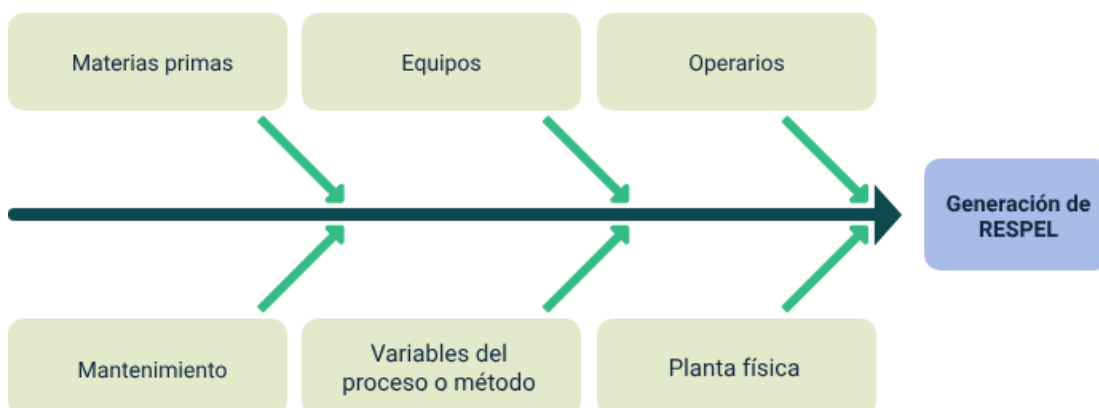 Materias primas
Equipos
Operarios
Generación de
RESPEL
Mantenimiento
Variables del
proceso o método
Planta física